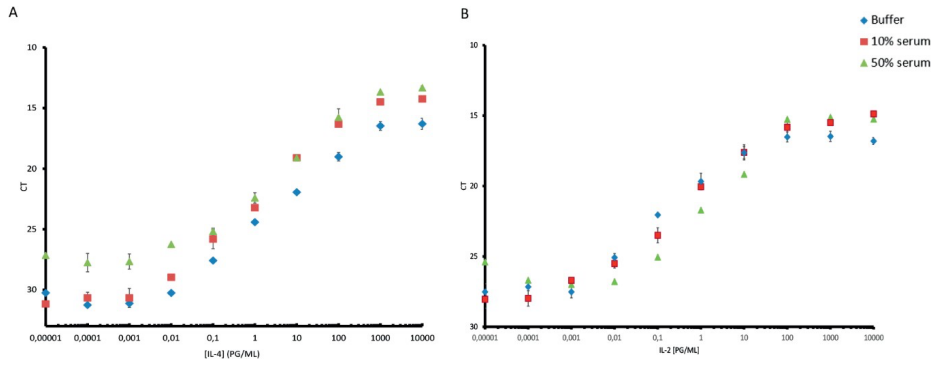 A
10
15
20
25
30
CT
0,00001 0,0001 0,001 0,01 0,1 1 10 100 1000 10000
[IL-4] (PG/ML)
B
10
15
20
25
30
CT
0,00001 0,0001 0,001 0,01 0,1 1 10 100 1000 10000
IL-2 [PG/ML]
Buffer
10% serum
50% serum